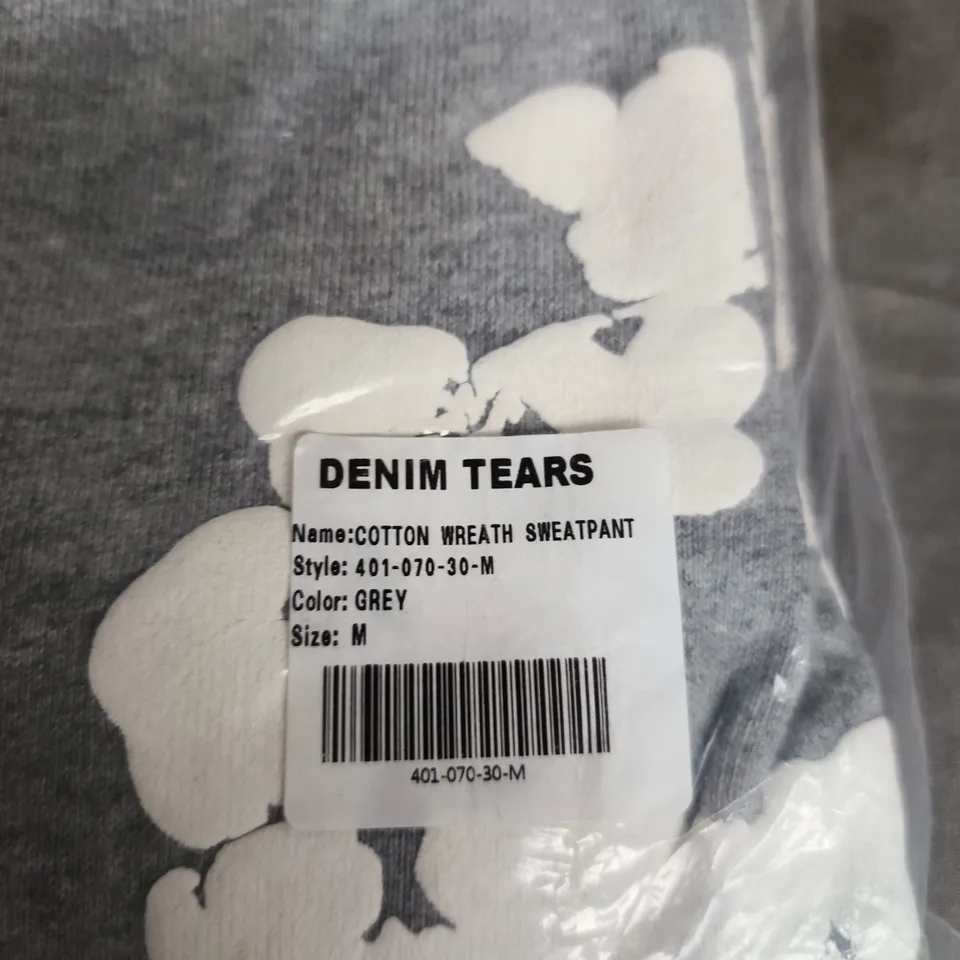 DENIM TEARS
Name:COTTON WREATH SWEATPANT
Style: 401-070-30-M
Color: GREY
Size: M
401-070-30-M